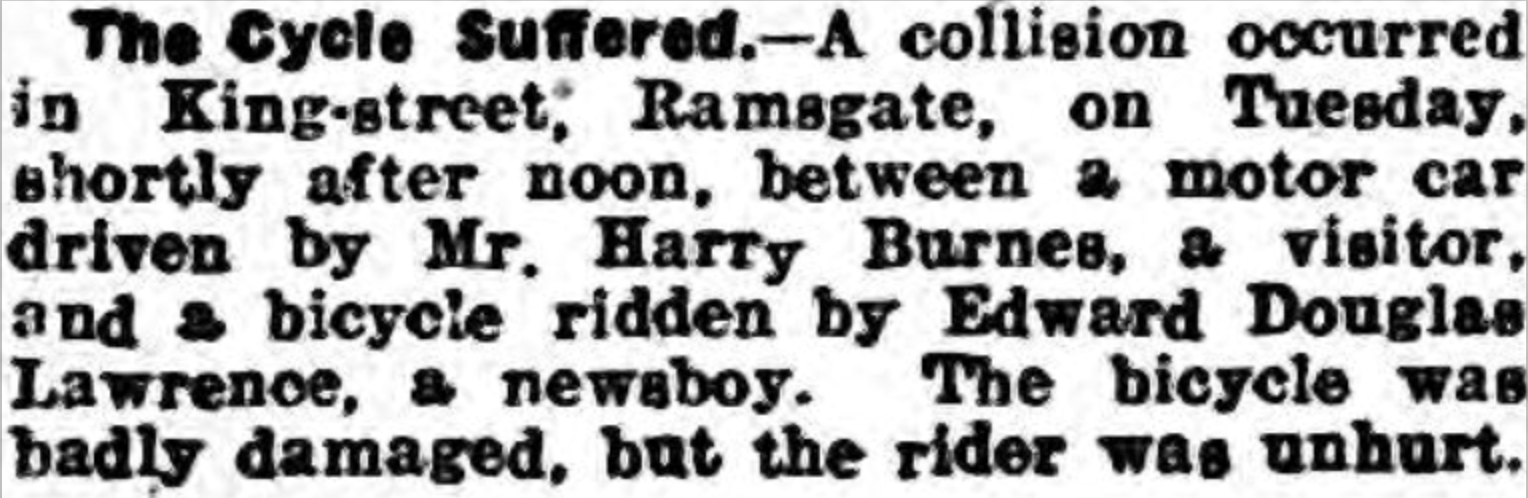 The Cycle Suffered.—A collision occurred
in King-street, Ramsgate, on Tuesday,
shortly after noon, between a motor car
driven by Mr. Harry Burnes, a visitor,
and a bicycle ridden by Edward Douglas
Lawrence, a newsboy. The bicycle was
badly damaged, but the rider was unhurt.